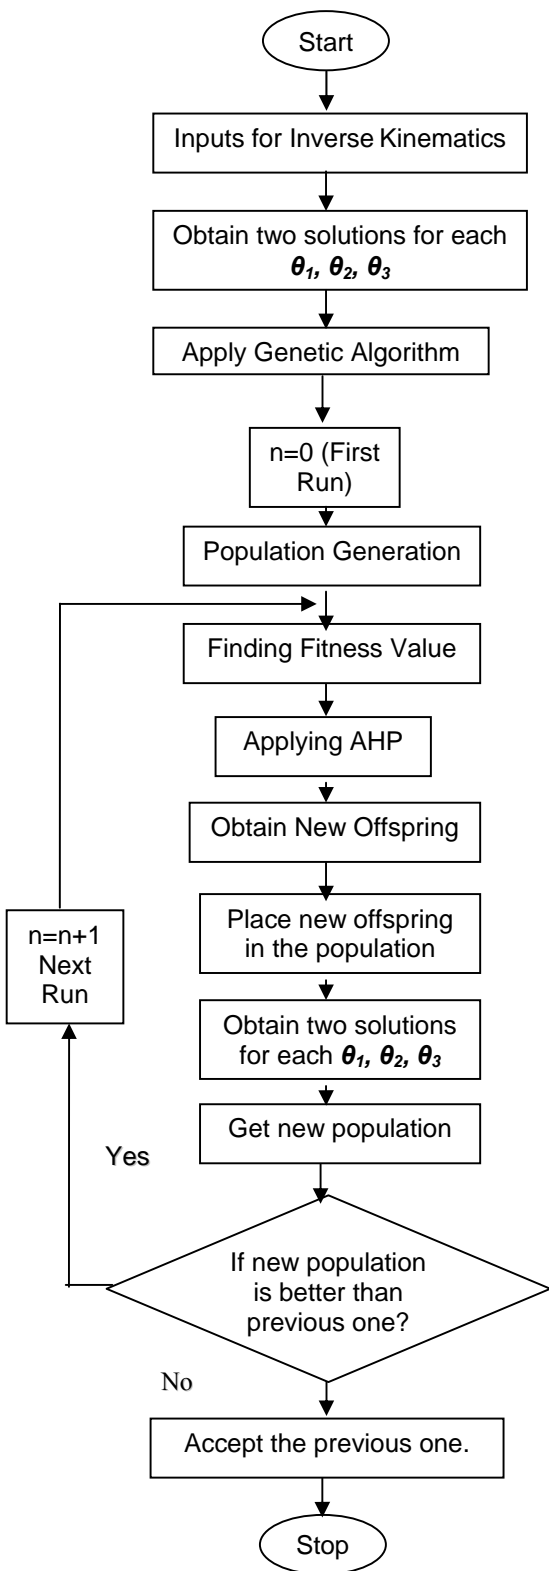 Start
Inputs for Inverse Kinematics
Obtain two solutions for each
θ1, θ2, θ3
Apply Genetic Algorithm
n=0 (First
Run)
Population Generation
Finding Fitness Value
Applying AHP
Obtain New Offspring
Place new offspring
in the population
n=n+1
Next
Run
Obtain two solutions
for each θ1, θ2, θ3
Get new population
Yes
If new population
is better than
previous one?
No
Accept the previous one.
Stop